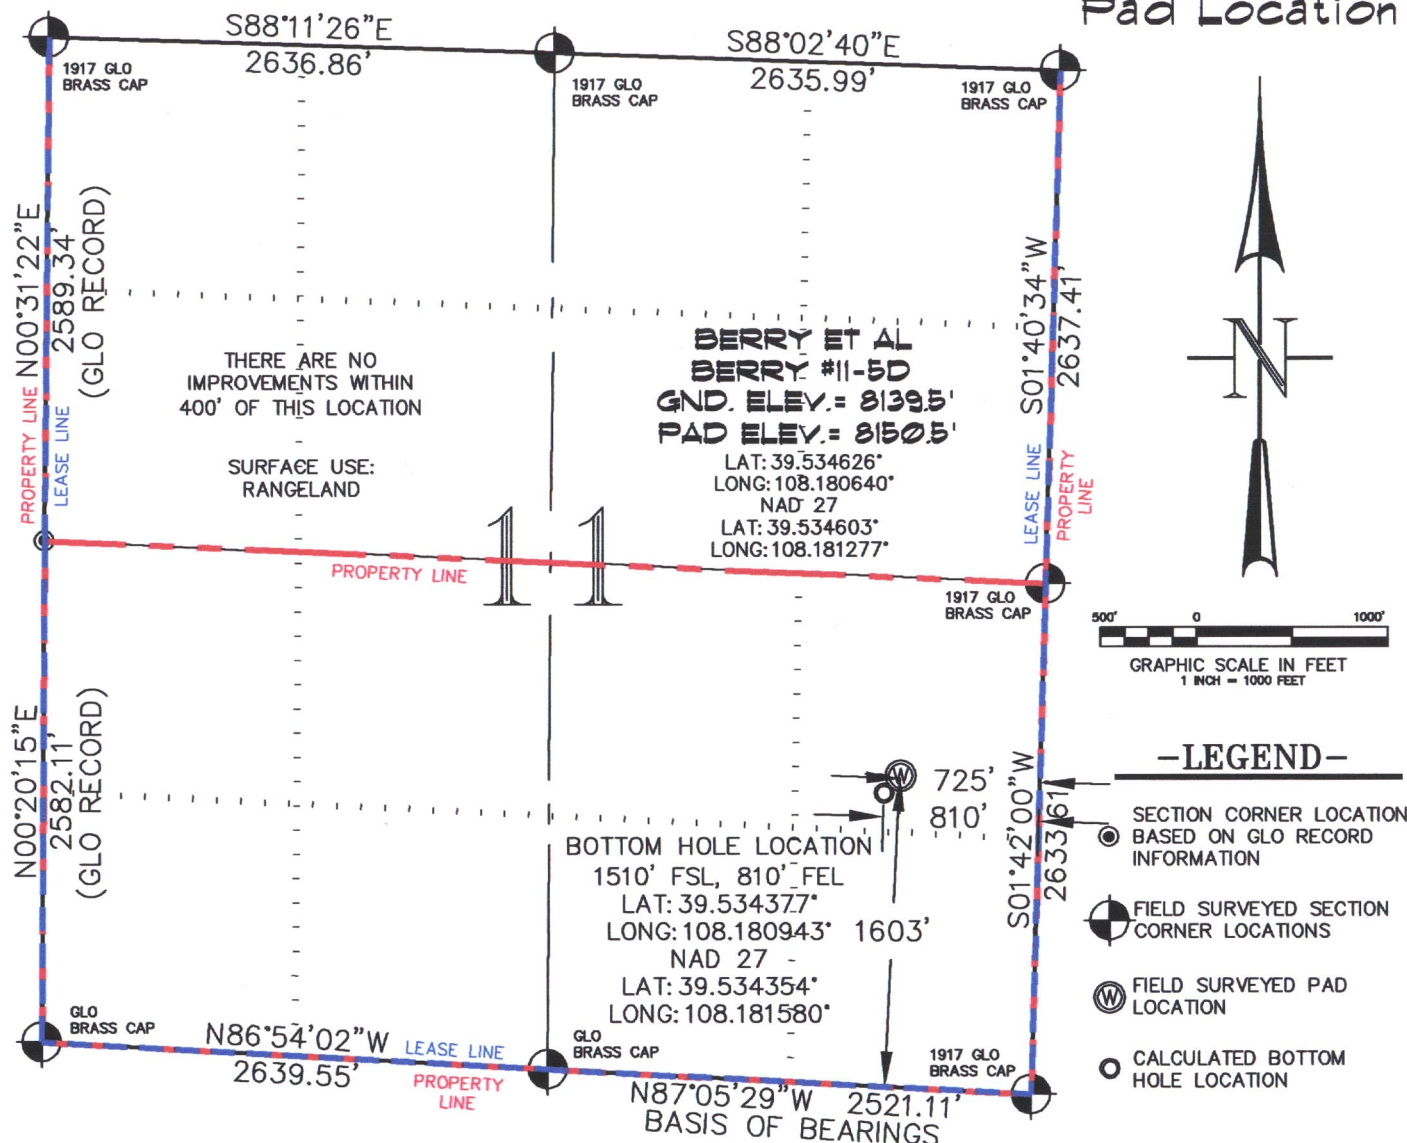 Pad Location
S88°11'26"E
2636.86'
S88°02'40"E
2635.99'
1917 GLO
BRASS CAP
1917 GLO
BRASS CAP
1917 GLO
BRASS CAP
N00°31'22"E
2589.34'
(GLO RECORD)
PROPERTY LINE
LEASE LINE
THERE ARE NO
IMPROVEMENTS WITHIN
400' OF THIS LOCATION
SURFACE USE:
RANGELAND
BERRY ET AL
BERRY #11-5D
GND. ELEV.= 8139.5'
PAD ELEV.= 8150.5'
LAT: 39.534626°
LONG: 108.180640°
NAD 27
LAT: 39.534603°
LONG: 108.181277°
S01°40'34"W
2637.41'
LEASE LINE
PROPERTY
LINE
N
11
PROPERTY LINE
1917 GLO
BRASS CAP
500'
0
1000'
GRAPHIC SCALE IN FEET
1 INCH = 1000 FEET
N00°20'15"E
2582.11'
(GLO RECORD)
W
725'
810'
1603'
S01°42'00"W
2633.61'
BOTTOM HOLE LOCATION
1510' FSL, 810' FEL
LAT: 39.534377°
LONG: 108.180943°
NAD 27
LAT: 39.534354°
LONG: 108.181580°
-LEGEND-
SECTION CORNER LOCATION
BASED ON GLO RECORD
INFORMATION
FIELD SURVEYED SECTION
CORNER LOCATIONS
W
FIELD SURVEYED PAD
LOCATION
CALCULATED BOTTOM
HOLE LOCATION
GLO
BRASS CAP
N86°54'02"W
2639.55'
LEASE LINE
PROPERTY
LINE
GLO
BRASS CAP
1917 GLO
BRASS CAP
N87°05'29"W 2521.11'
BASIS OF BEARINGS